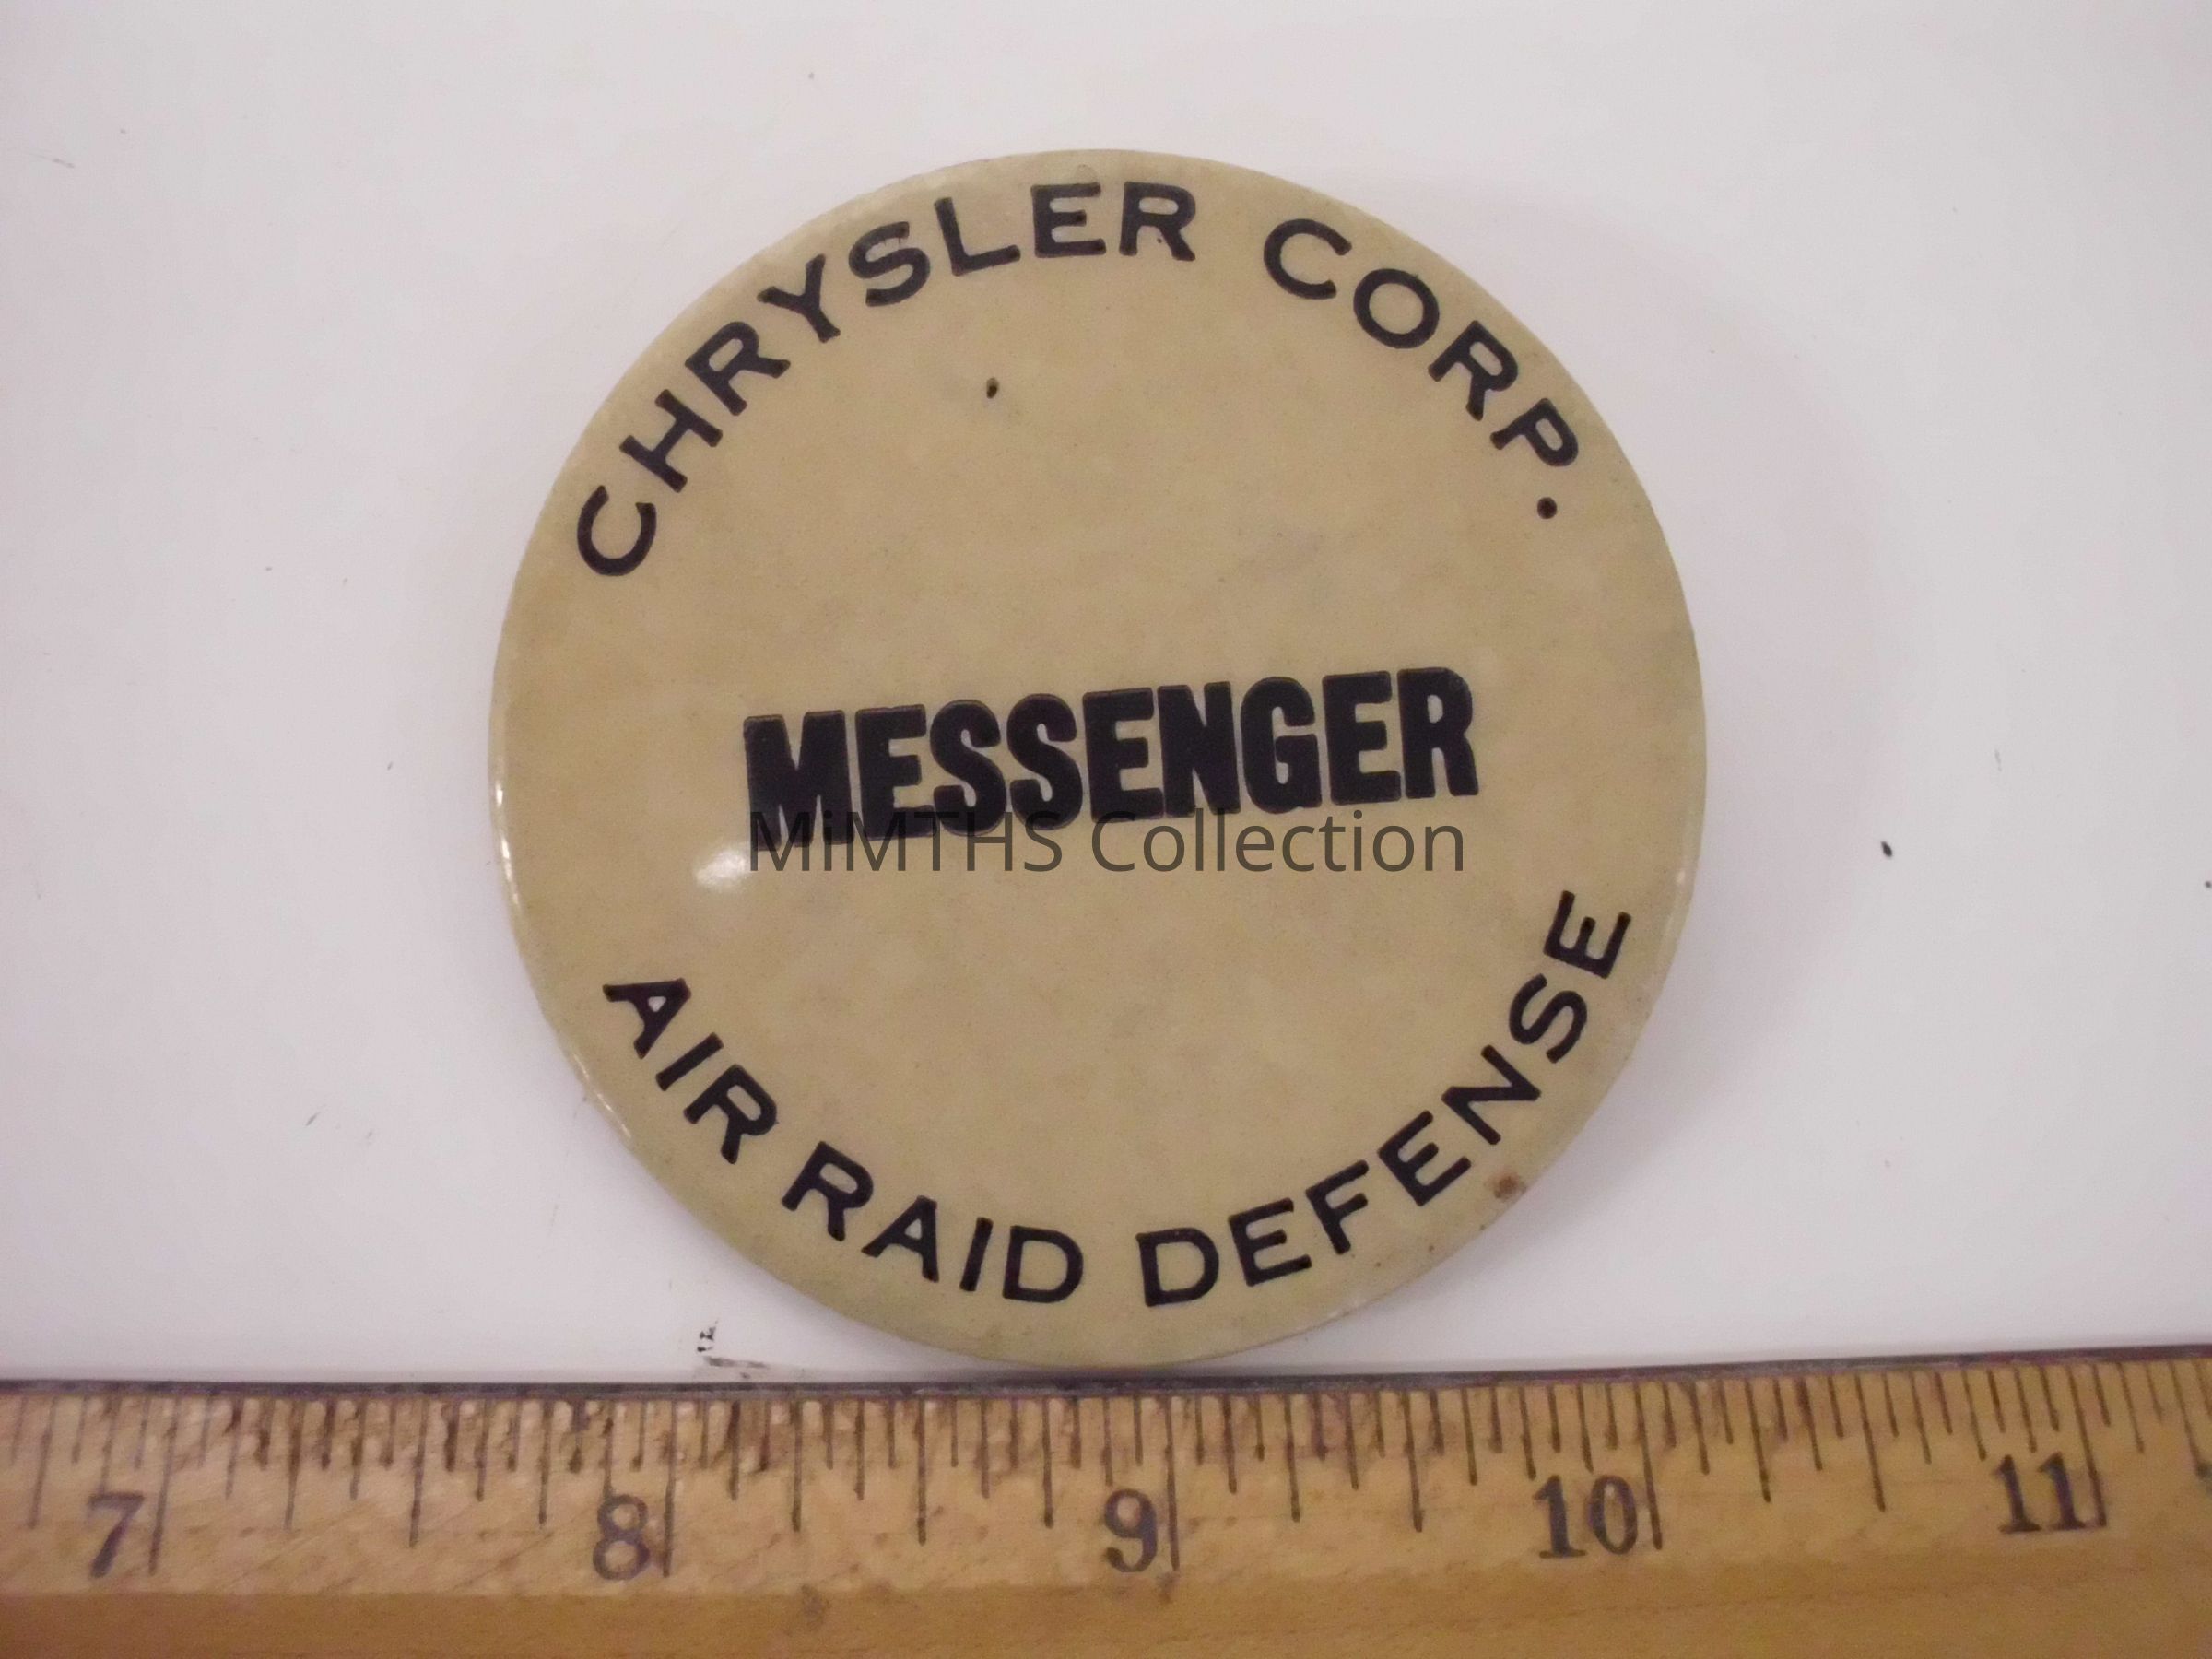 CHRYSLER CORP.
MESSENGER
MiMTHS Collection
AIR RAID DEFENSE
7 8 9 10 11